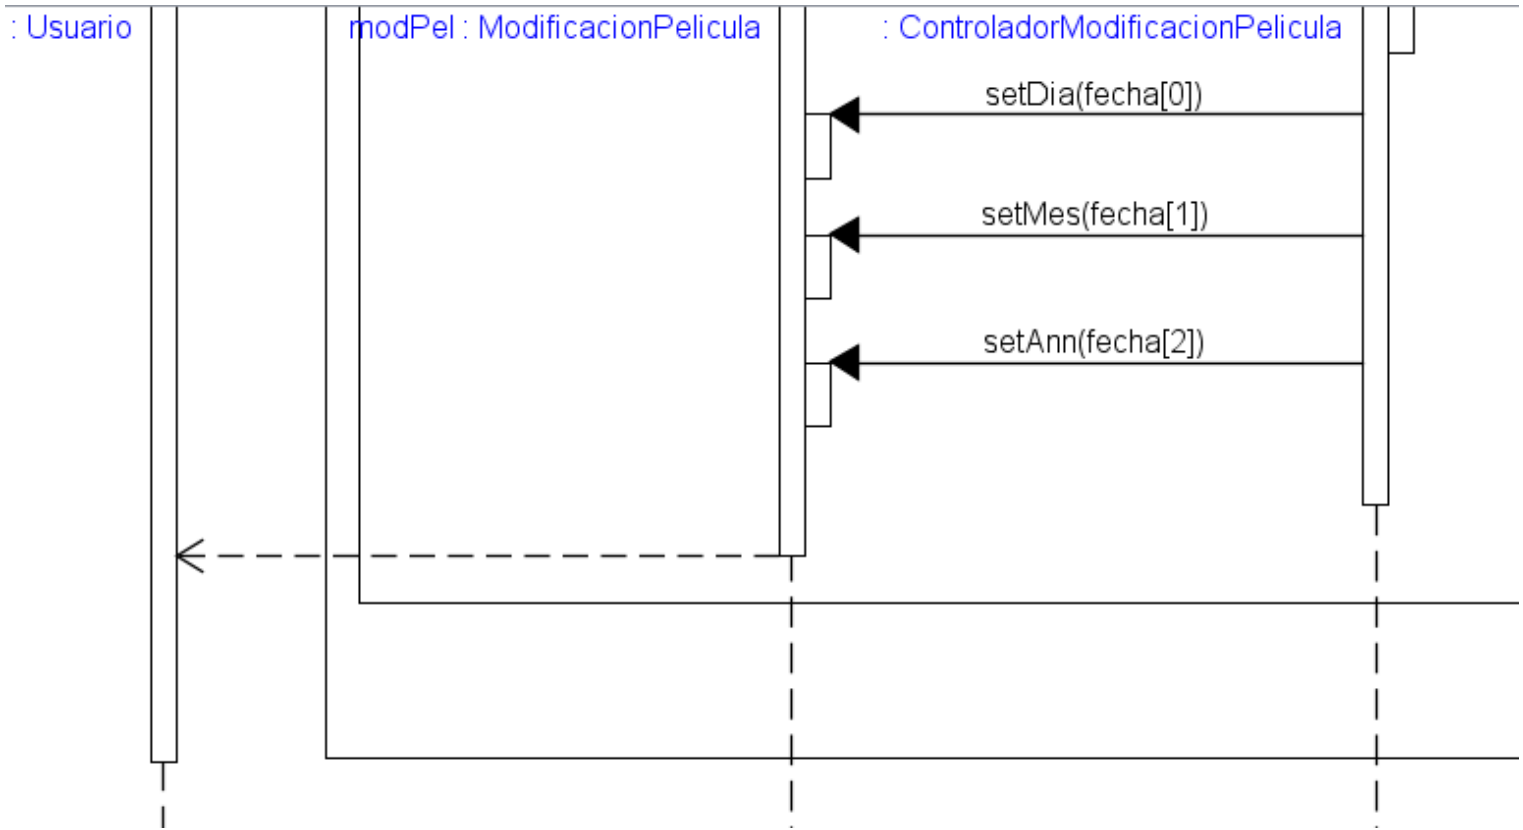 : Usuario
modPel : ModificacionPelicula
: ControladorModificacionPelicula
setDia(fecha[0])
setMes(fecha[1])
setAnn(fecha[2])